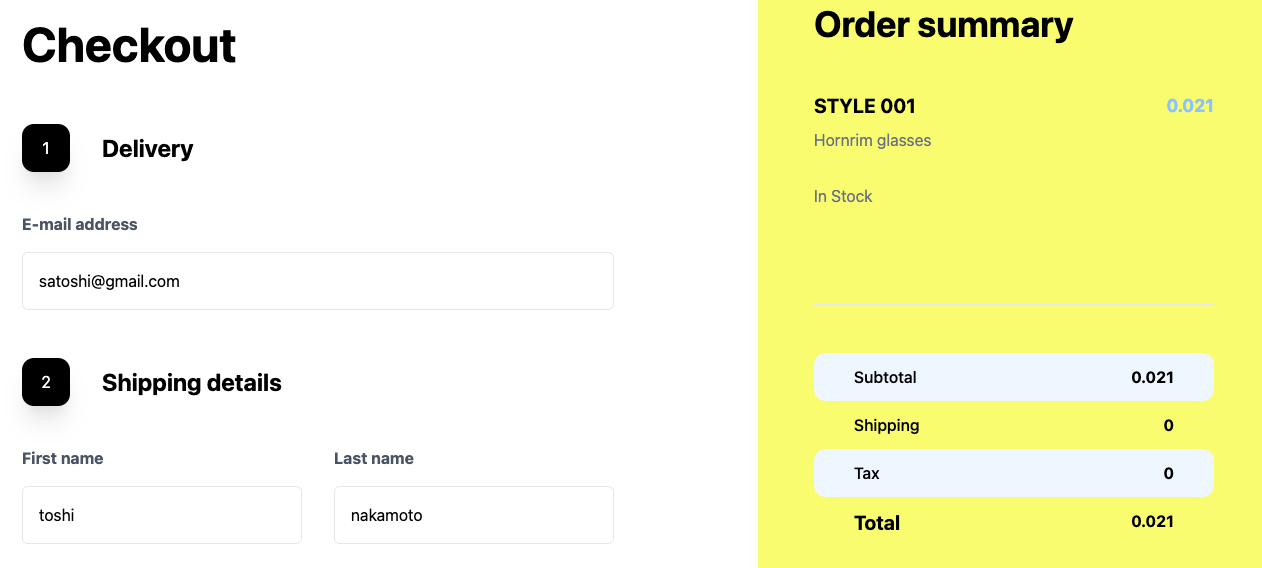 Checkout
1 Delivery
E-mail address
satoshi@gmail.com
2 Shipping details
First name Last name
toshi nakamoto
Order summary
STYLE 001 0.021
Hornrim glasses
In Stock
Subtotal 0.021
Shipping 0
Tax 0
Total 0.021